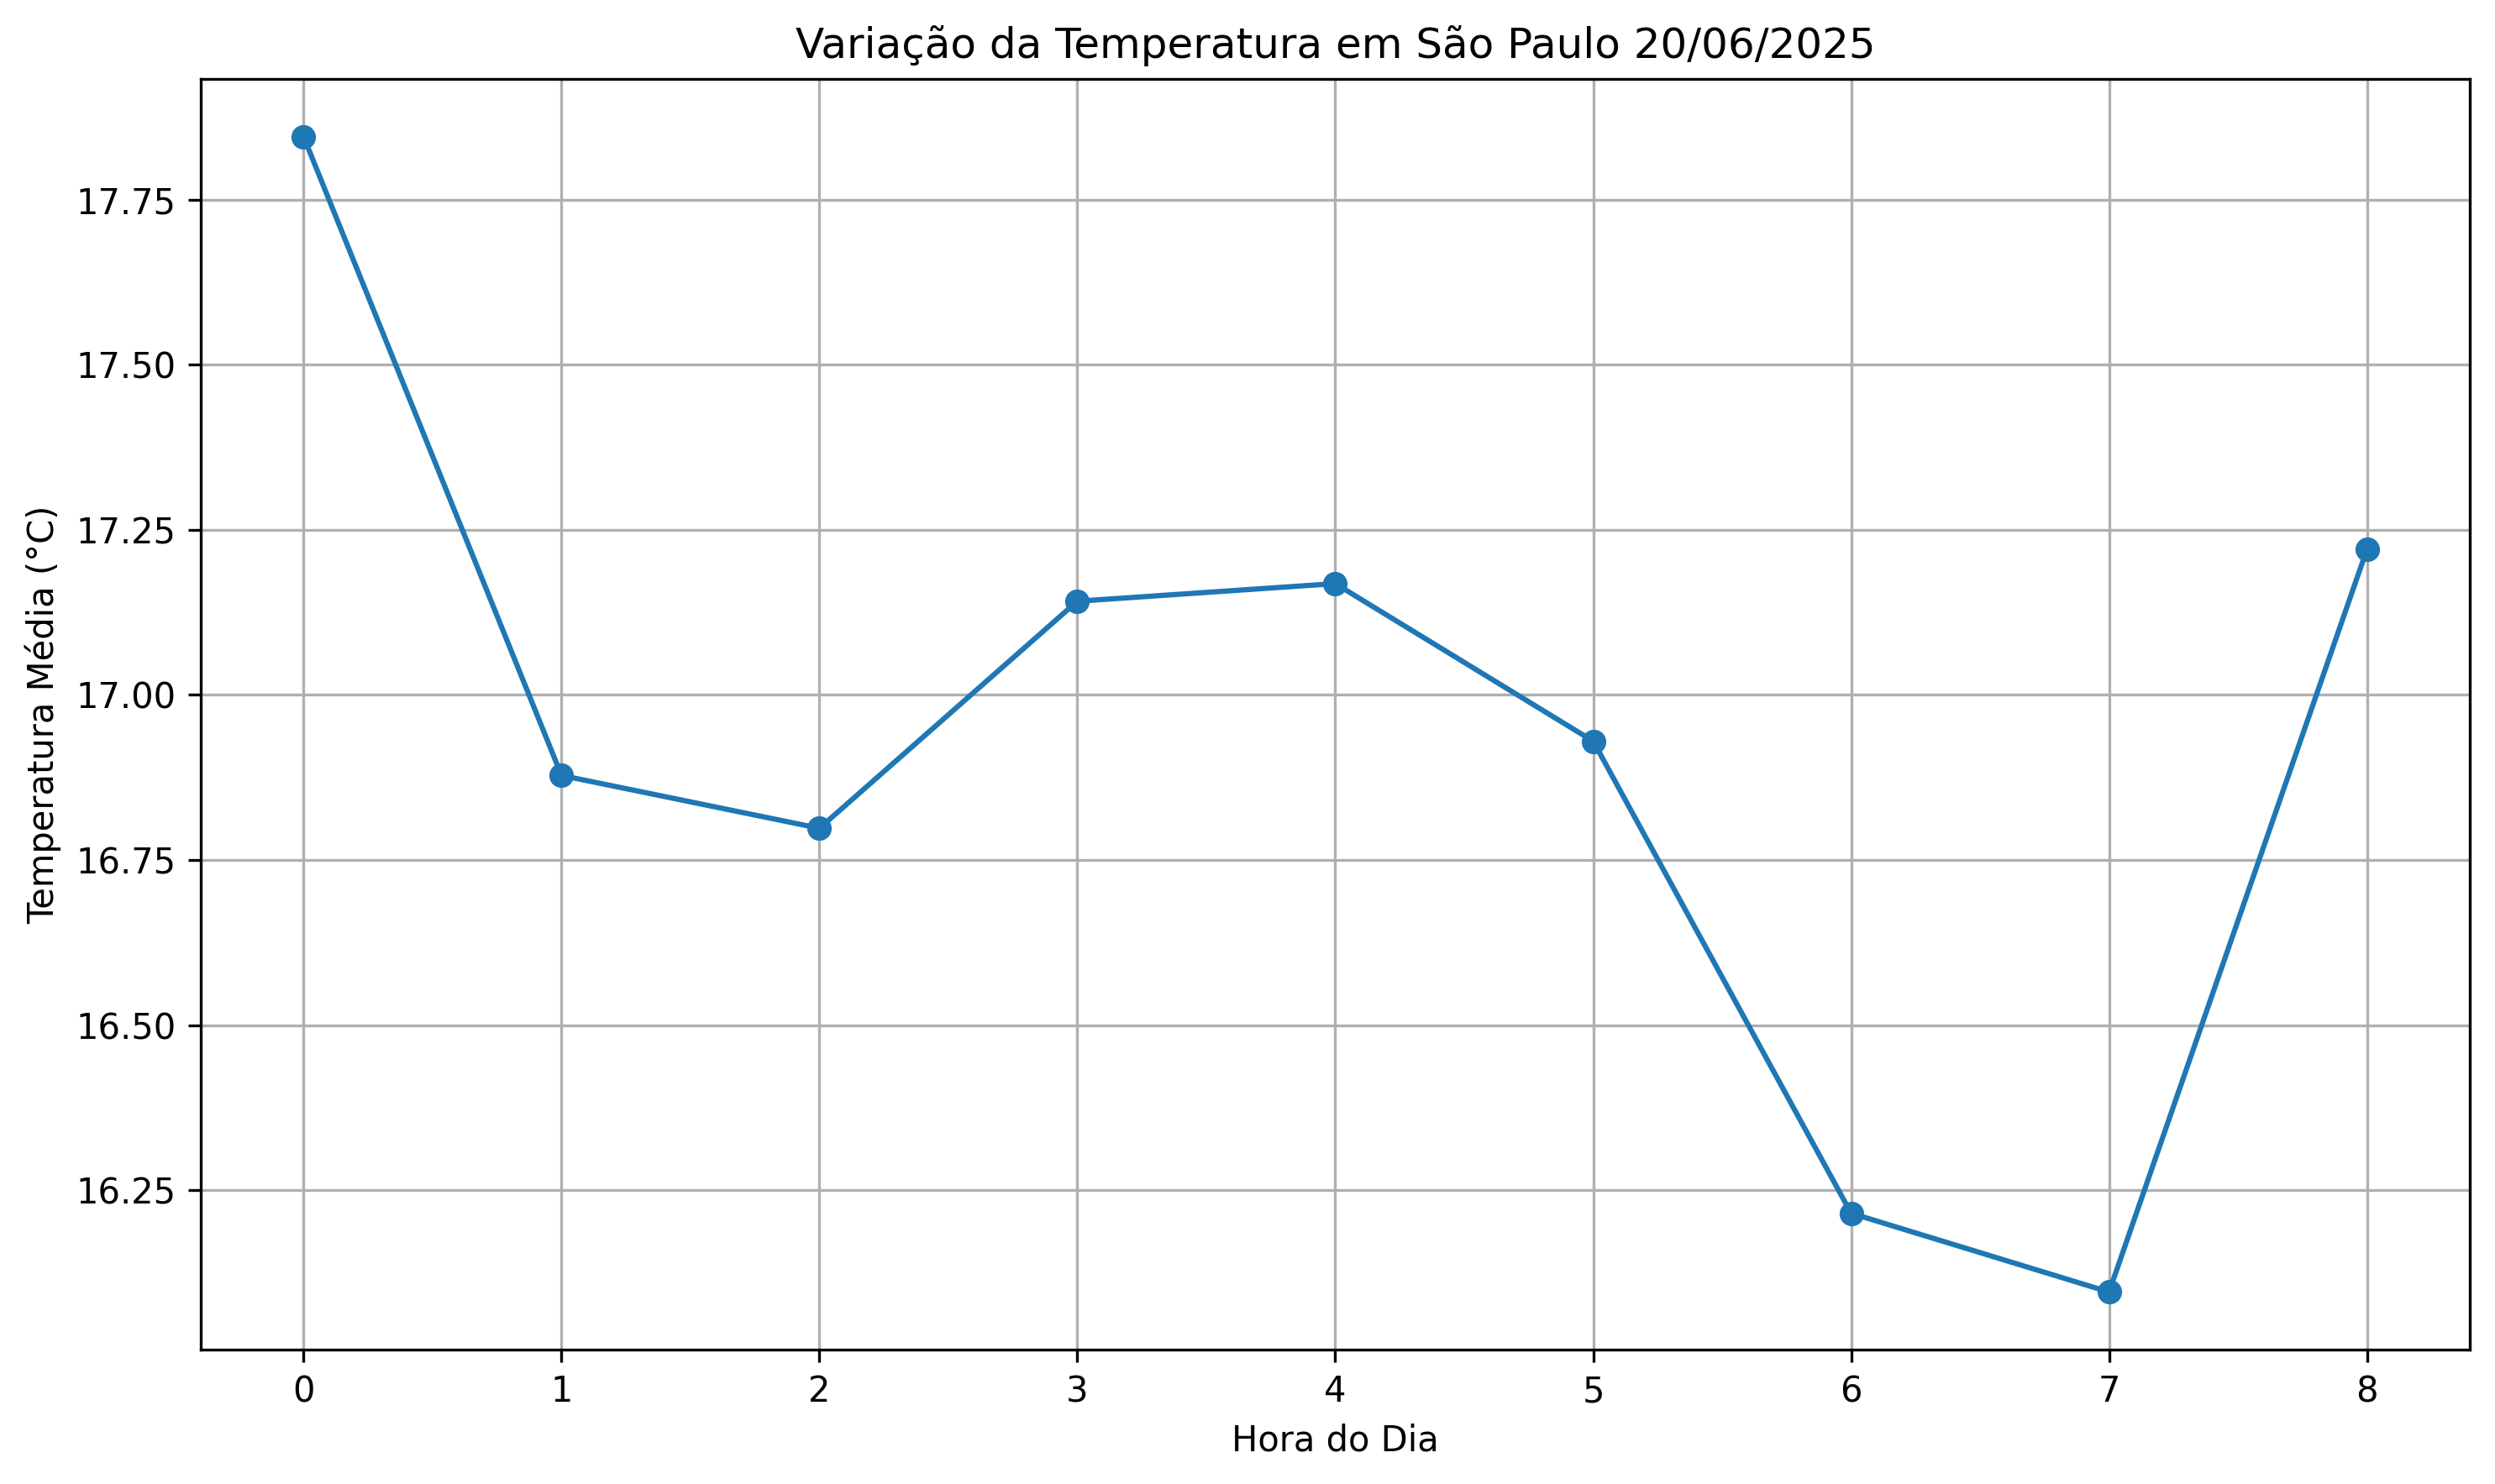 Variação da Temperatura em São Paulo 20/06/2025
Temperatura Média (°C)
17.75
17.50
17.25
17.00
16.75
16.50
16.25
0 1 2 3 4 5 6 7 8
Hora do Dia